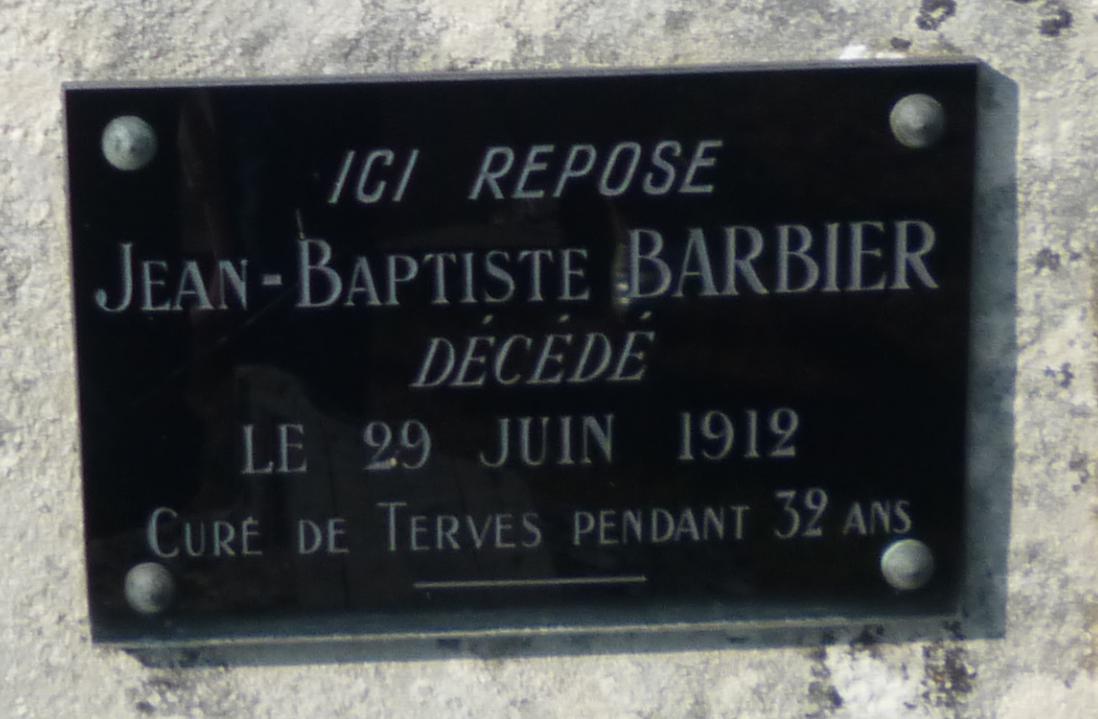 ICI REPOSE
JEAN-BAPTISTE BARBIER
DÉCÉDÉ
LE 29 JUIN 1912
CURÉ DE TERVES PENDANT 32 ANS